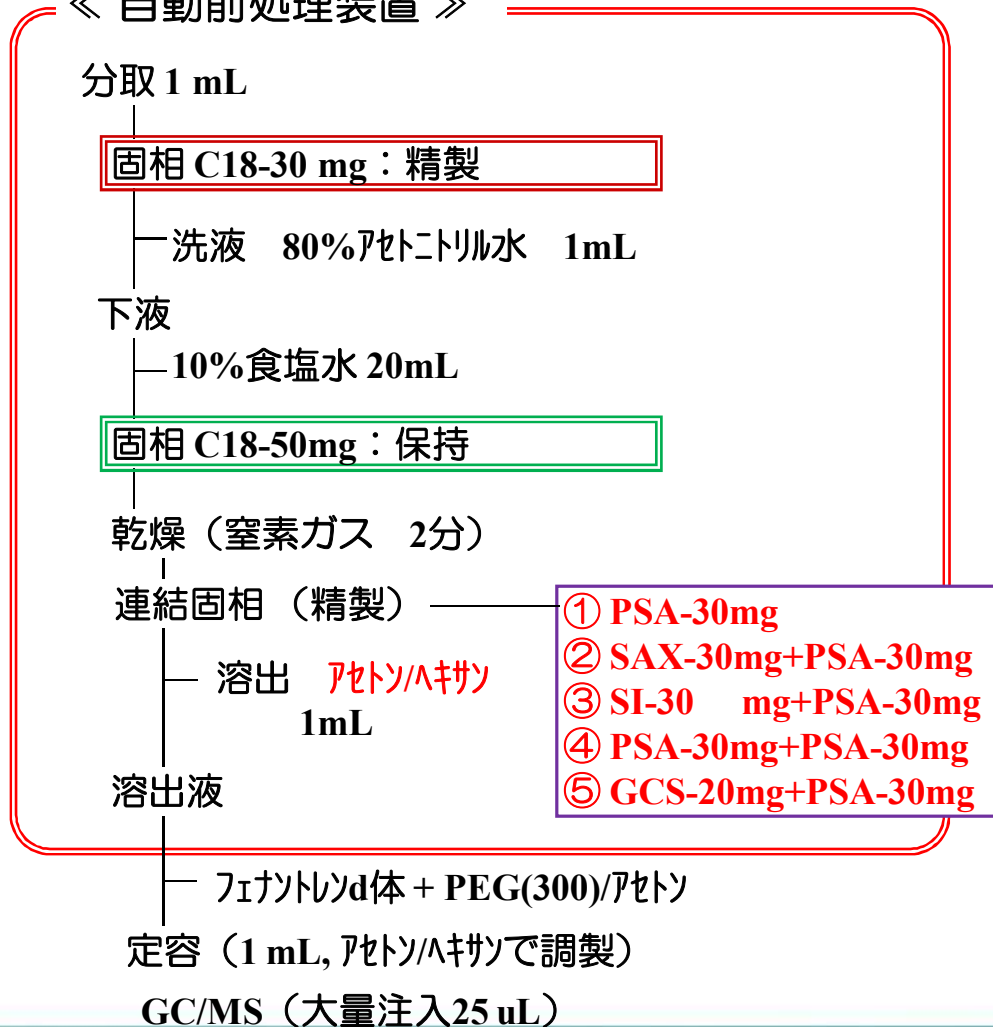 ≪ 自動前処理装置 ≫
分取 1 mL
固相 C18-30 mg：精製
洗液　80%ｱｾﾄﾆﾄﾘﾙ水　1mL
下液
10%食塩水 20mL
固相 C18-50mg：保持
乾燥（窒素ガス　2分）
連結固相 （精製）
① PSA-30mg
② SAX-30mg+PSA-30mg
③ SI-30　mg+PSA-30mg
④ PSA-30mg+PSA-30mg
⑤ GCS-20mg+PSA-30mg
溶出　ｱｾﾄﾝ/ﾍｷｻﾝ
1mL
溶出液
ﾌｪﾅﾝﾄﾚﾝd体 + PEG(300)/ｱｾﾄﾝ
定容（1 mL, ｱｾﾄﾝ/ﾍｷｻﾝで調製）
GC/MS（大量注入25 uL）